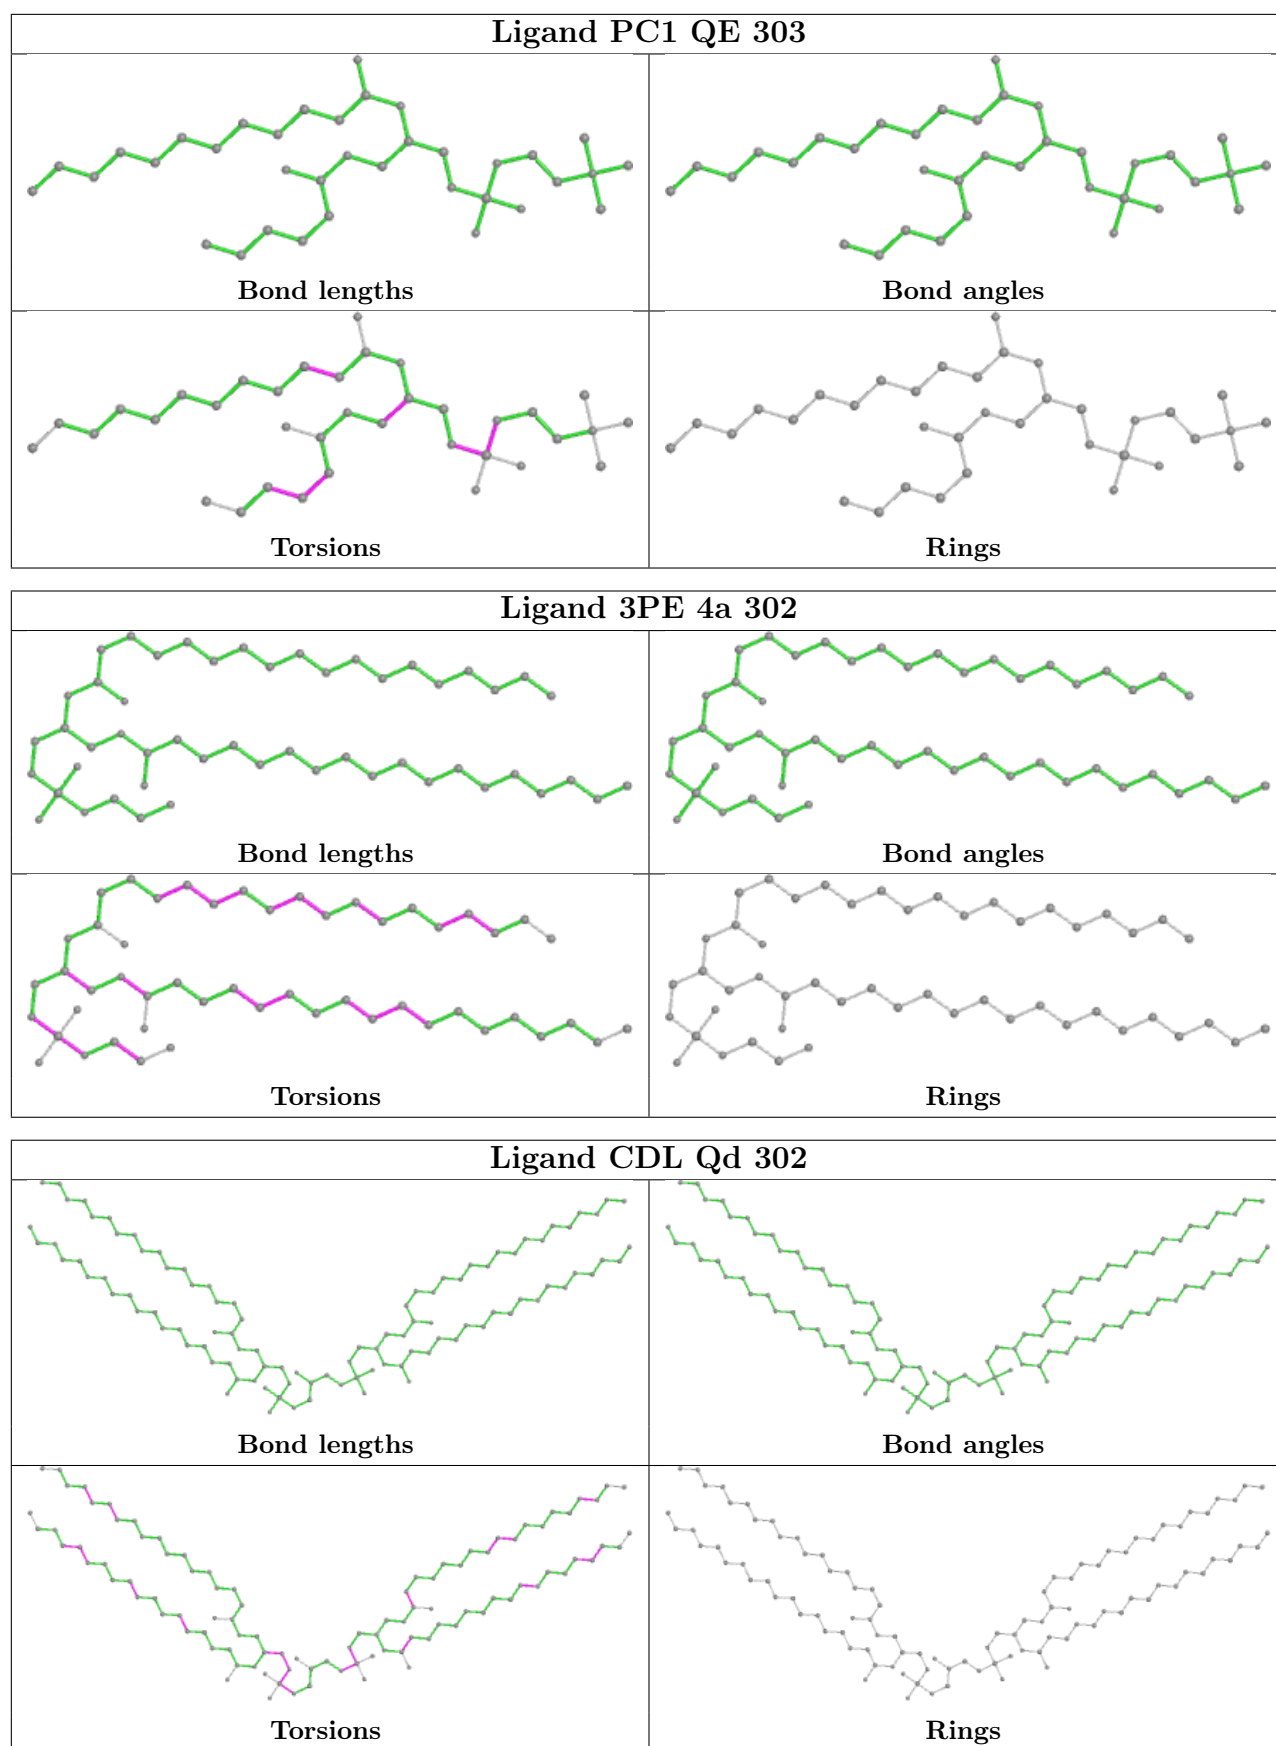 Ligand PC1 QE 303
Bond lengths
Bond angles
Torsions
Rings
Ligand 3PE 4a 302
Bond lengths
Bond angles
Torsions
Rings
Ligand CDL Qd 302
Bond lengths
Bond angles
Torsions
Rings